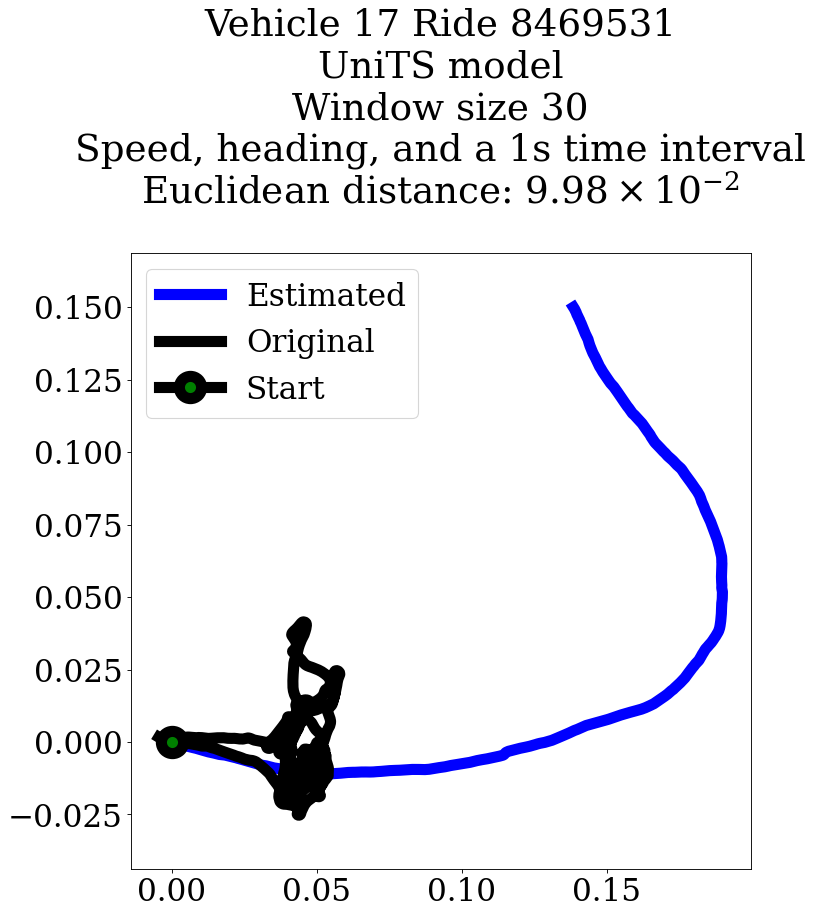 Vehicle 17 Ride 8469531
UniTS model
Window size 30
Speed, heading, and a 1s time interval
Euclidean distance: 9.98 × 10⁻²
Estimated
Original
Start
0.150
0.125
0.100
0.075
0.050
0.025
0.000
−0.025
0.00 0.05 0.10 0.15